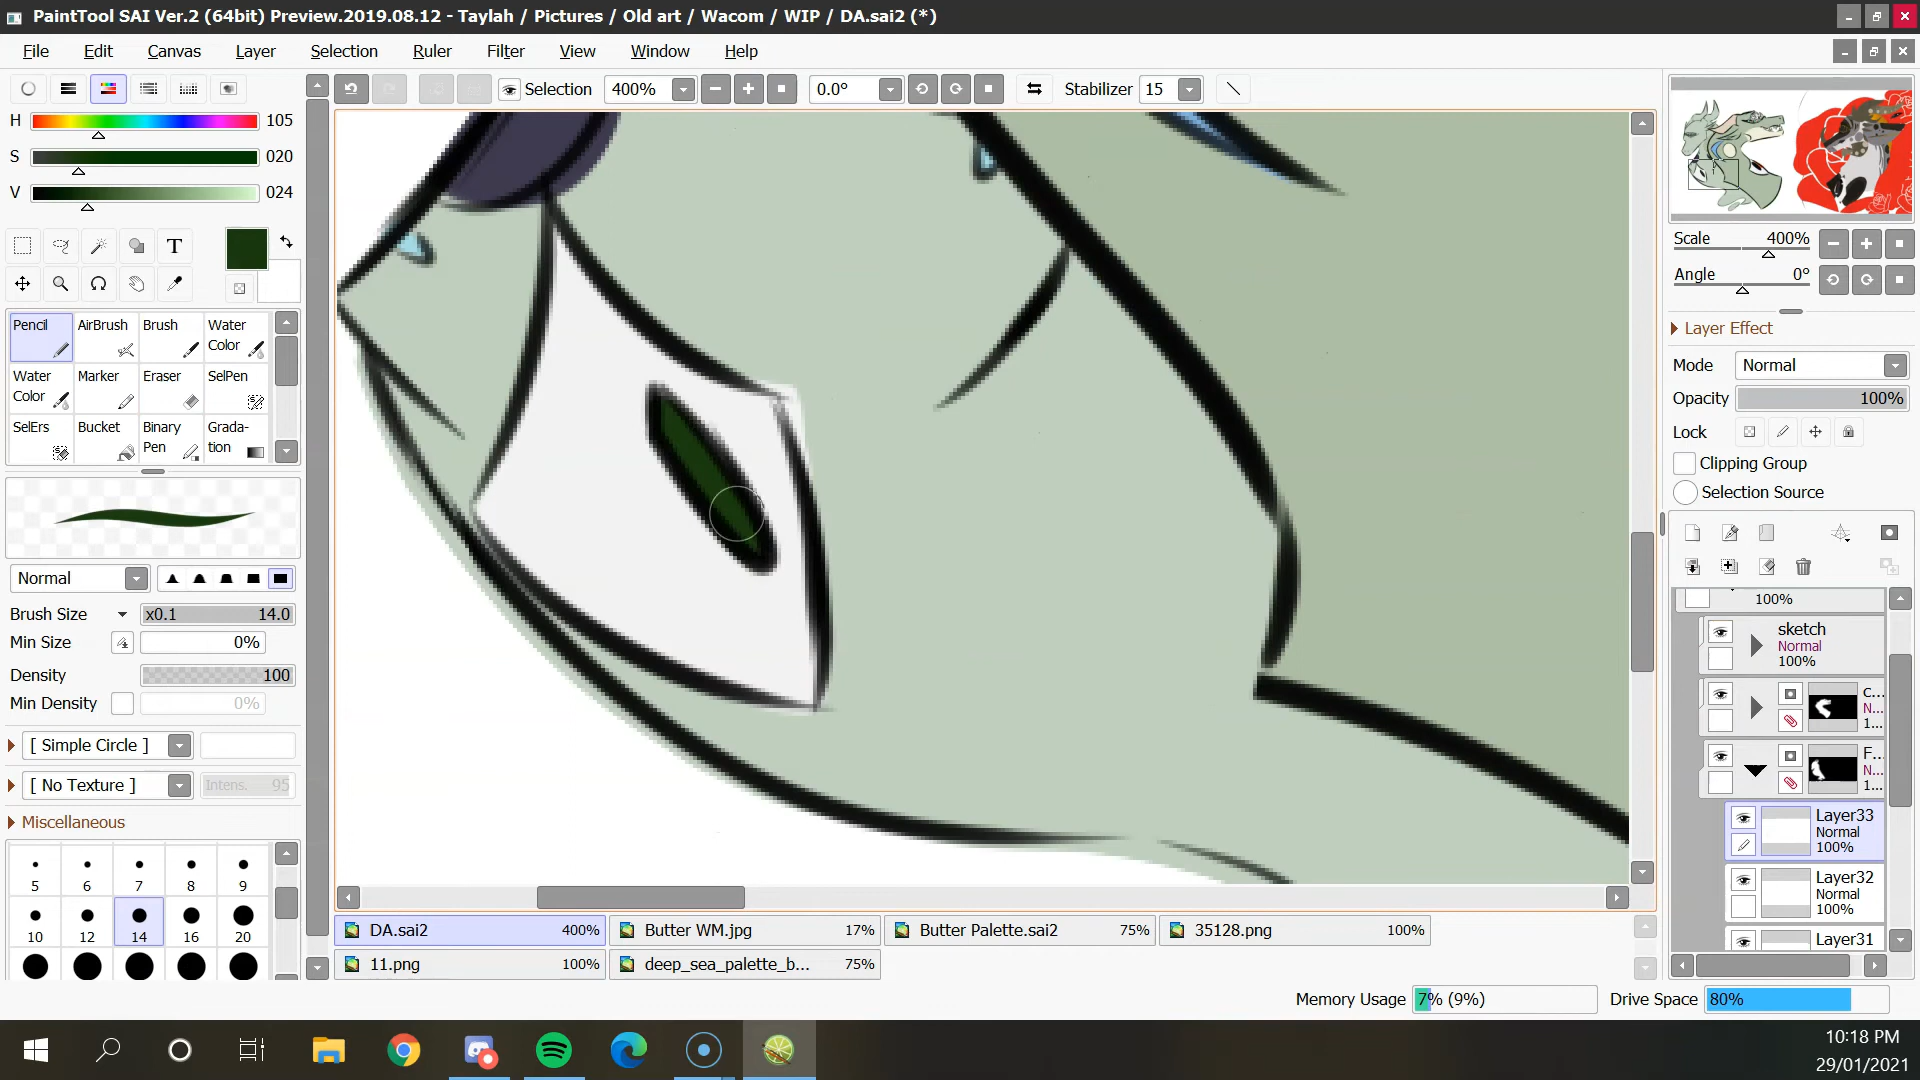 PaintTool SAI Ver.2 (64bit) Preview.2019.08.12 - Taylah / Pictures / Old art / Wacom / WIP / DA.sai2 (*)
File Edit Canvas Layer Selection Ruler Filter View Window Help
Selection 400% 0.0° Stabilizer 15
H 105
S 020
V 024
T
Pencil AirBrush Brush Water Color
Water Color Marker Eraser SelPen
SelErs Bucket Binary Pen Grada-tion
Normal
Brush Size x0.1 14.0
Min Size 0%
Density 100
Min Density 0%
[ Simple Circle ]
[ No Texture ] Intens. 95
Miscellaneous
5 6 7 8 9
10 12 14 16 20
DA.sai2 400% Butter WM.jpg 17% Butter Palette.sai2 75% 35128.png 100%
11.png 100% deep_sea_palette_b... 75%
Scale 400%
Angle 0°
Layer Effect
Mode Normal
Opacity 100%
Lock
Clipping Group
Selection Source
100%
sketch
Normal
100%
c...
N...
1...
F...
N...
1...
Layer33
Normal
100%
Layer32
Normal
100%
Layer31
Memory Usage 7% (9%) Drive Space 80%
10:18 PM
29/01/2021